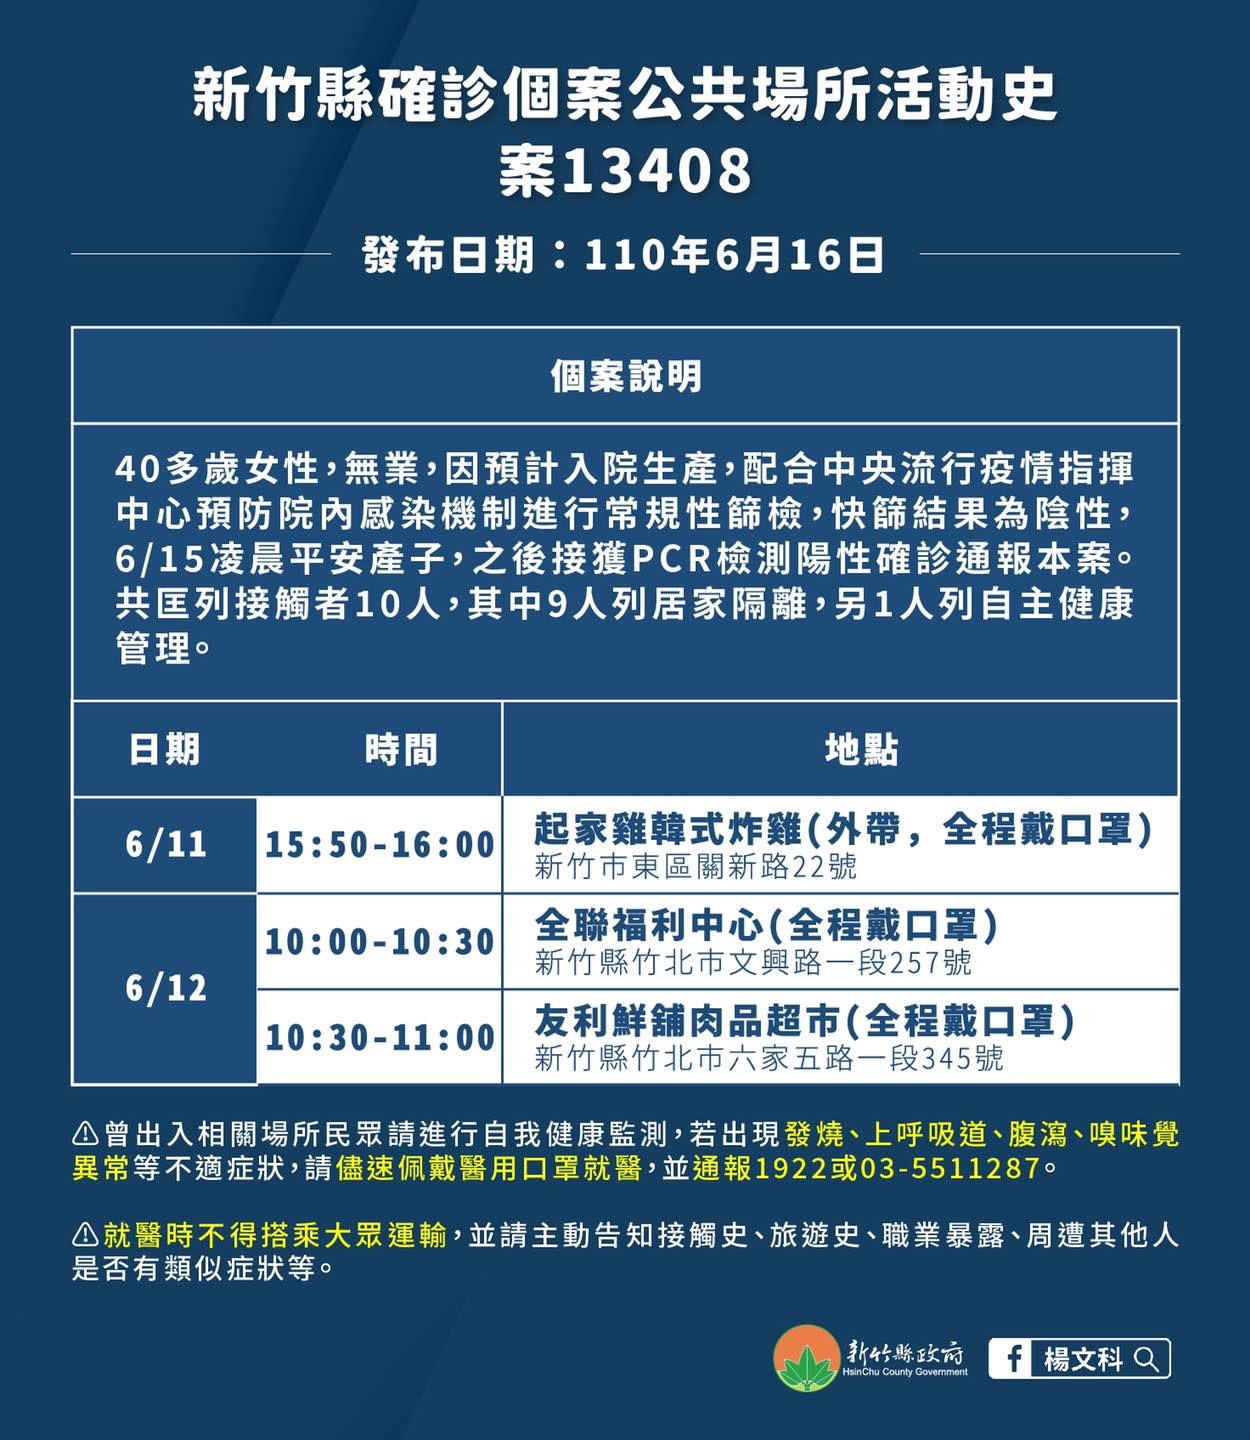 新竹縣確診個案公共場所活動史
案13408
發布日期：110年6月16日
個案說明
40多歲女性，無業，因預計入院生產，配合中央流行疫情指揮
中心預防院內感染機制進行常規性篩檢，快篩結果為陰性，
6/15凌晨平安產子，之後接獲PCR檢測陽性確診通報本案。
共匡列接觸者10人，其中9人列居家隔離，另1人列自主健康
管理。
日期 時間 地點
6/11 15:50-16:00 起家雞韓式炸雞(外帶，全程戴口罩)
新竹市東區關新路22號
6/12 10:00-10:30 全聯福利中心(全程戴口罩)
新竹縣竹北市文興路一段257號
10:30-11:00 友利鮮舖肉品超市(全程戴口罩)
新竹縣竹北市六家五路一段345號
⚠曾出入相關場所民眾請進行自我健康監測，若出現發燒、上呼吸道、腹瀉、嗅味覺
異常等不適症狀，請儘速佩戴醫用口罩就醫，並通報1922或03-5511287。
⚠就醫時不得搭乘大眾運輸，並請主動告知接觸史、旅遊史、職業暴露、周遭其他人
是否有類似症狀等。
新竹縣政府
HsinChu County Government
f 楊文科